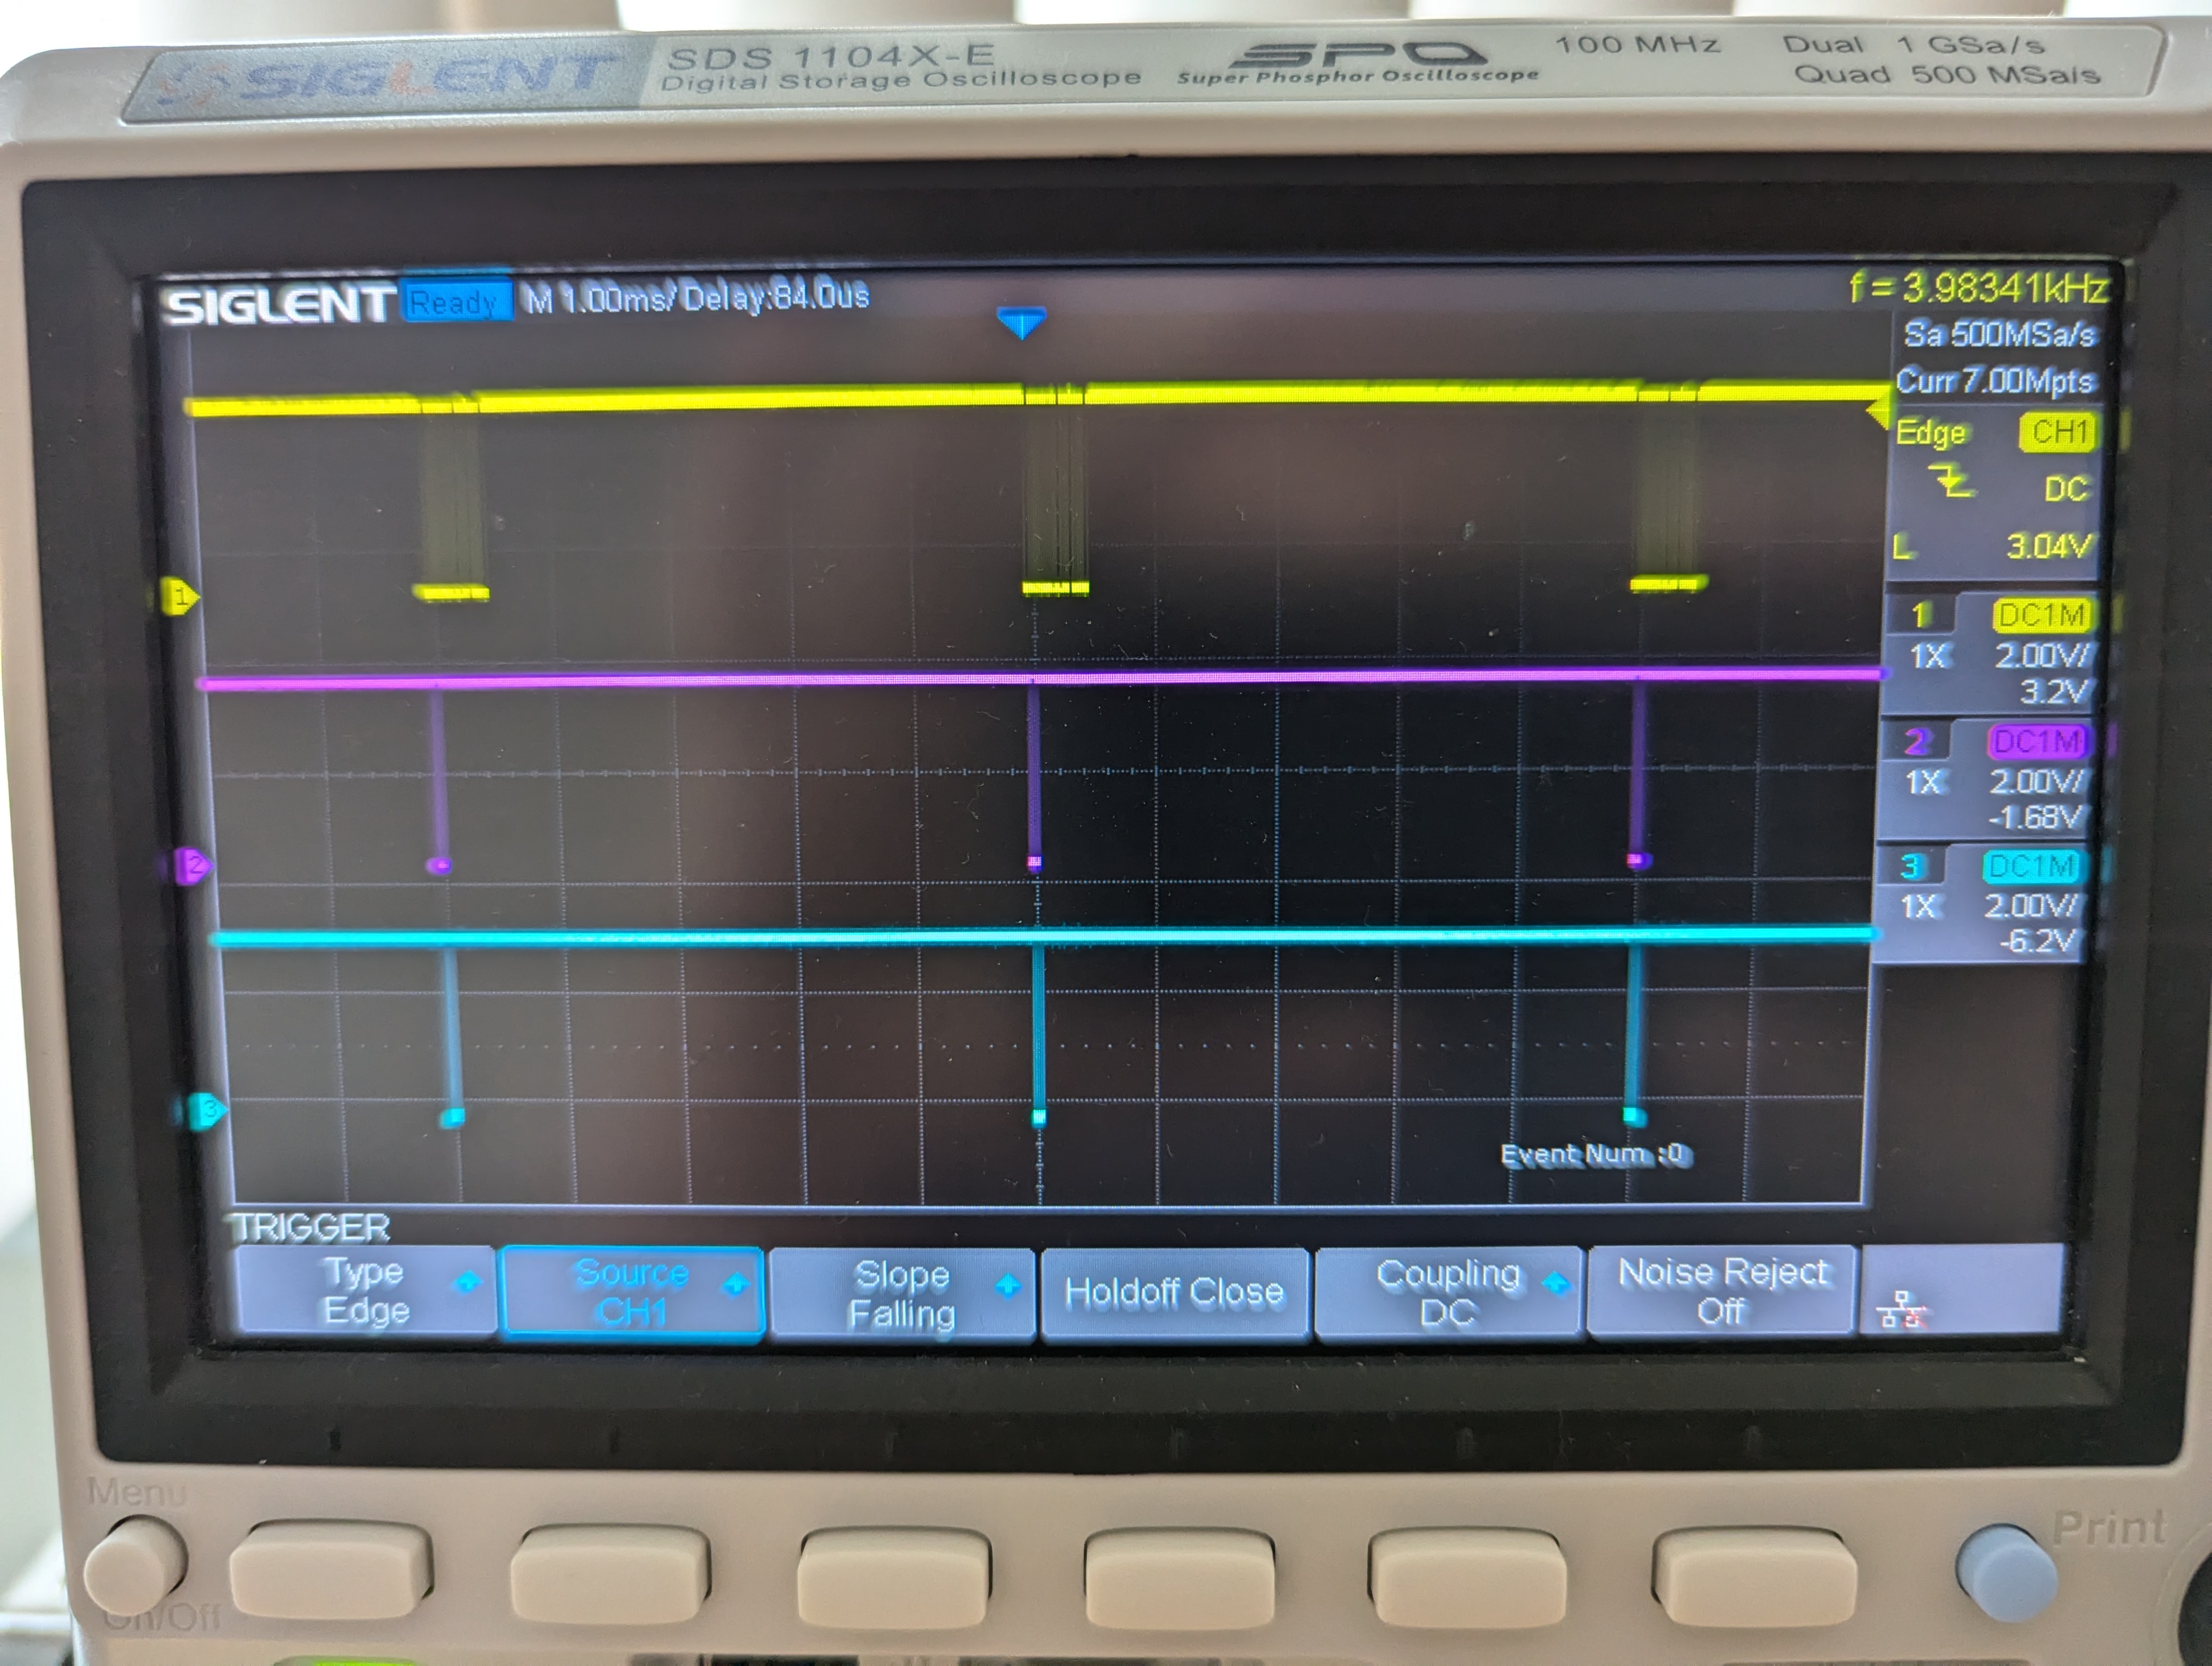 SIGLENT
SDS 1104X-E
Digital Storage Oscilloscope
SPO
Super Phosphor Oscilloscope
100 MHz
Dual 1 GSa/s
Quad 500 MSa/s
SIGLENT Ready M 1.00ms/ Delay:84.0us
f = 3.98341kHz
Sa 500MSa/s
Curr 7.00Mpts
Edge CH1
DC
L 3.04V
1 DC1M
1X 2.00V/
3.2V
2 DC1M
1X 2.00V/
-1.68V
3 DC1M
1X 2.00V/
-6.2V
1
2
3
Event Num :0
TRIGGER
Type
Edge
Source
CH1
Slope
Falling
Holdoff Close
Coupling
DC
Noise Reject
Off
Menu
On/Off
Print